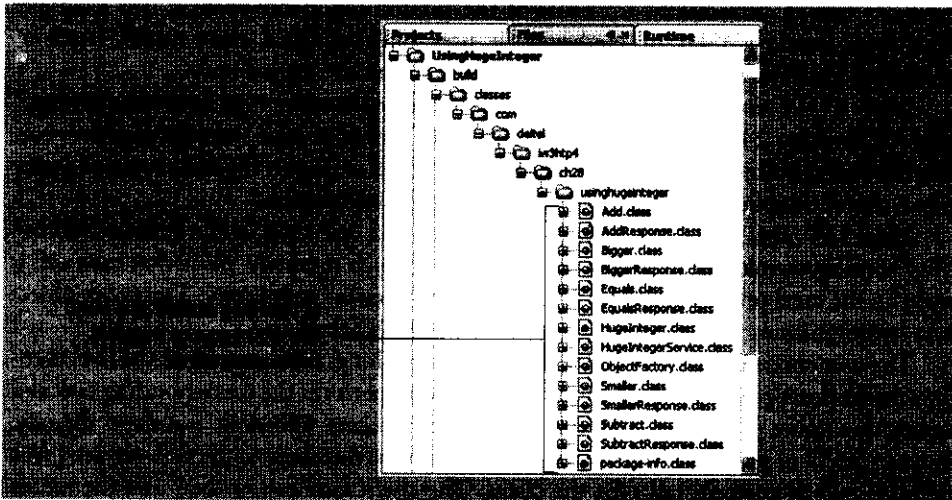 Projects Files Runtime
UsingHugeInteger
build
classes
com
deitel
iw3htp4
ch28
usinghugeinteger
Add.class
AddResponse.class
Bigger.class
BiggerResponse.class
Equals.class
EqualsResponse.class
HugeInteger.class
HugeIntegerService.class
ObjectFactory.class
Smaller.class
SmallerResponse.class
Subtract.class
SubtractResponse.class
package-info.class